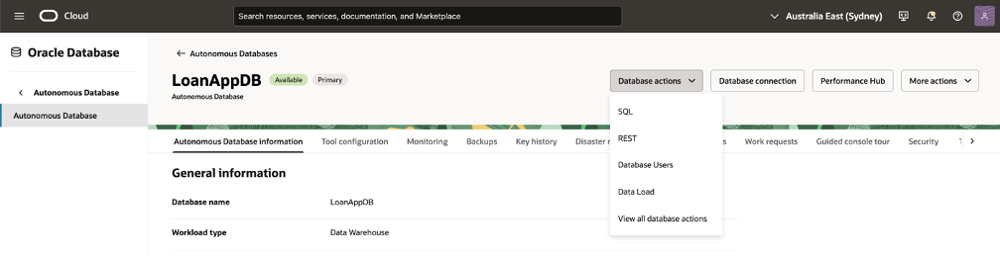 Cloud
Search resources, services, documentation, and Marketplace
Australia East (Sydney)
Oracle Database
Autonomous Database
Autonomous Database
Autonomous Databases
LoanAppDB Available Primary
Autonomous Database
Database actions Database connection Performance Hub More actions
SQL
REST
Database Users
Data Load
View all database actions
Autonomous Database information Tool configuration Monitoring Backups Key history Disaster Work requests Guided console tour Security
General information
Database name LoanAppDB
Workload type Data Warehouse